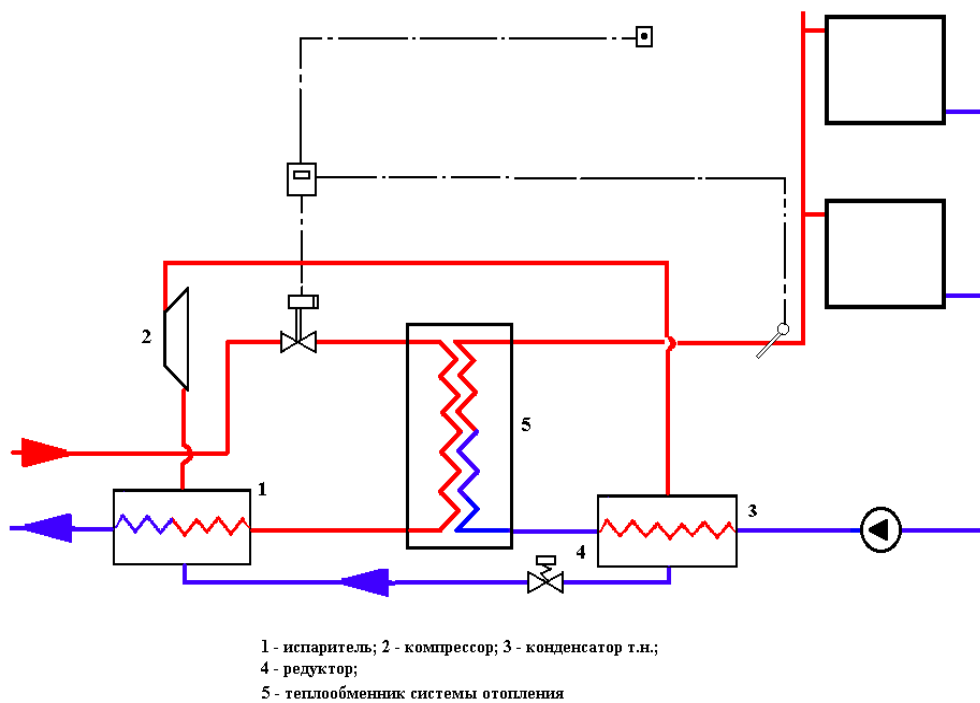 2
5
1
3
4
1 - испаритель; 2 - компрессор; 3 - конденсатор т.н.;
4 - редуктор;
5 - теплообменник системы отопления